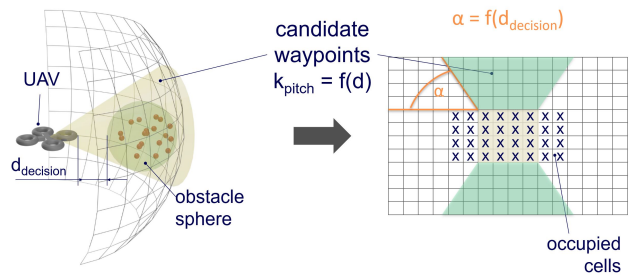 candidate
waypoints
k_pitch = f(d)
α = f(d_decision)
UAV
α
x x x x x x x x
x x x x x x x x
x x x x x x x x
x x x x x x x x
d_decision
obstacle
sphere
occupied
cells